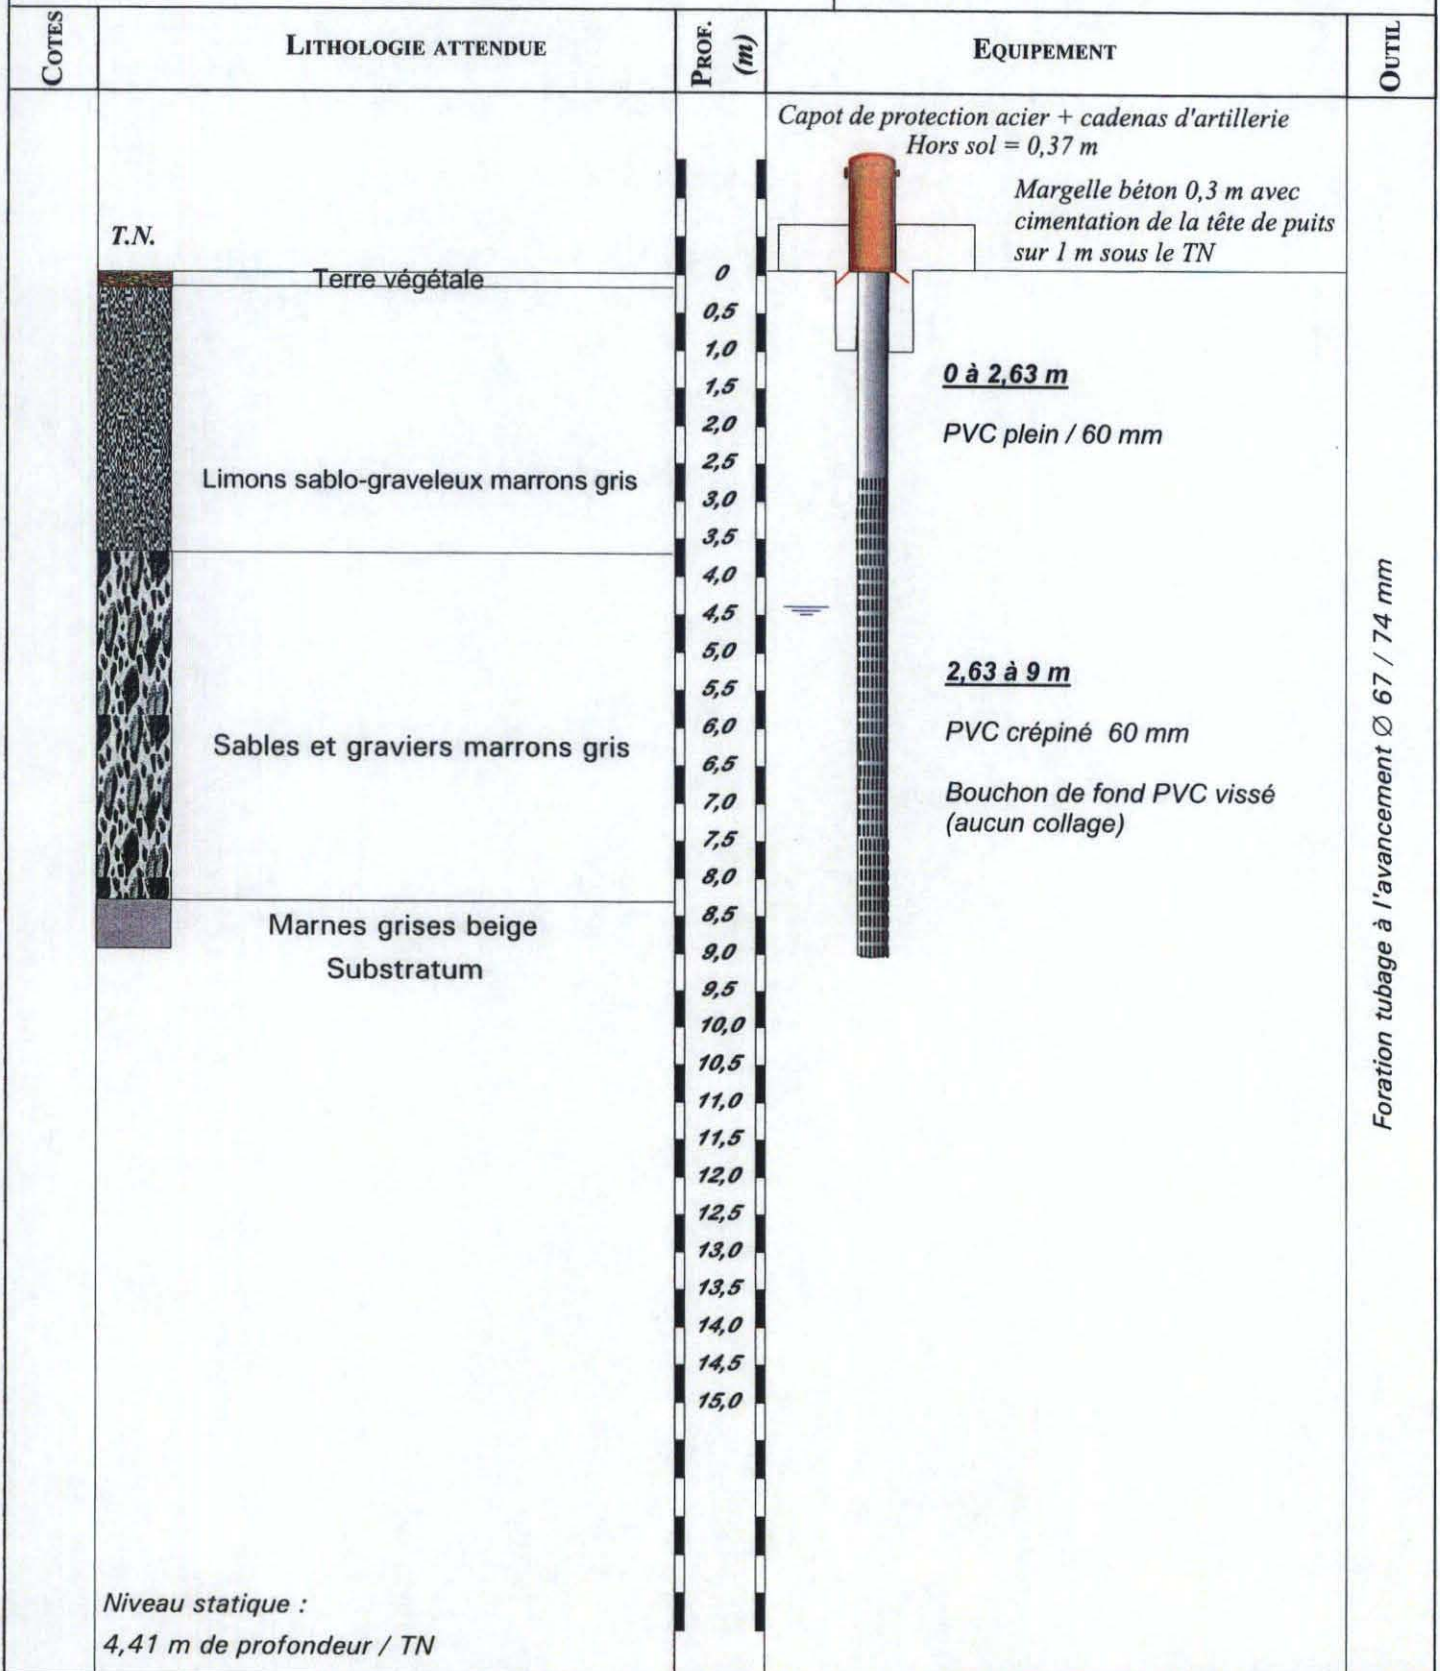 COTES
LITHOLOGIE ATTENDUE
PROF.
(m)
EQUIPEMENT
OUTIL
Capot de protection acier + cadenas d'artillerie
Hors sol = 0,37 m
Margelle béton 0,3 m avec
cimentation de la tête de puits
sur 1 m sous le TN
T.N.
Terre végétale
0
0,5
1,0
0 à 2,63 m
1,5
2,0
PVC plein / 60 mm
2,5
Limons sablo-graveleux marrons gris
3,0
3,5
4,0
4,5
5,0
2,63 à 9 m
5,5
6,0
PVC crépiné 60 mm
Sables et graviers marrons gris
6,5
7,0
Bouchon de fond PVC vissé
(aucun collage)
7,5
8,0
8,5
Marnes grises beige
9,0
Substratum
9,5
10,0
10,5
11,0
11,5
12,0
12,5
13,0
13,5
14,0
14,5
15,0
Foration tubage à l'avancement Ø 67 / 74 mm
Niveau statique :
4,41 m de profondeur / TN